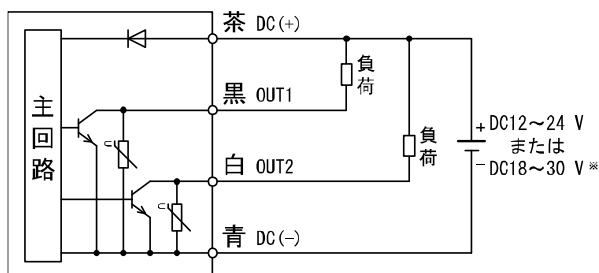 茶 DC(+)
主回路
負荷
黒 OUT1
負荷
+ DC12～24 V
または
− DC18～30 V ※
白 OUT2
青 DC(−)